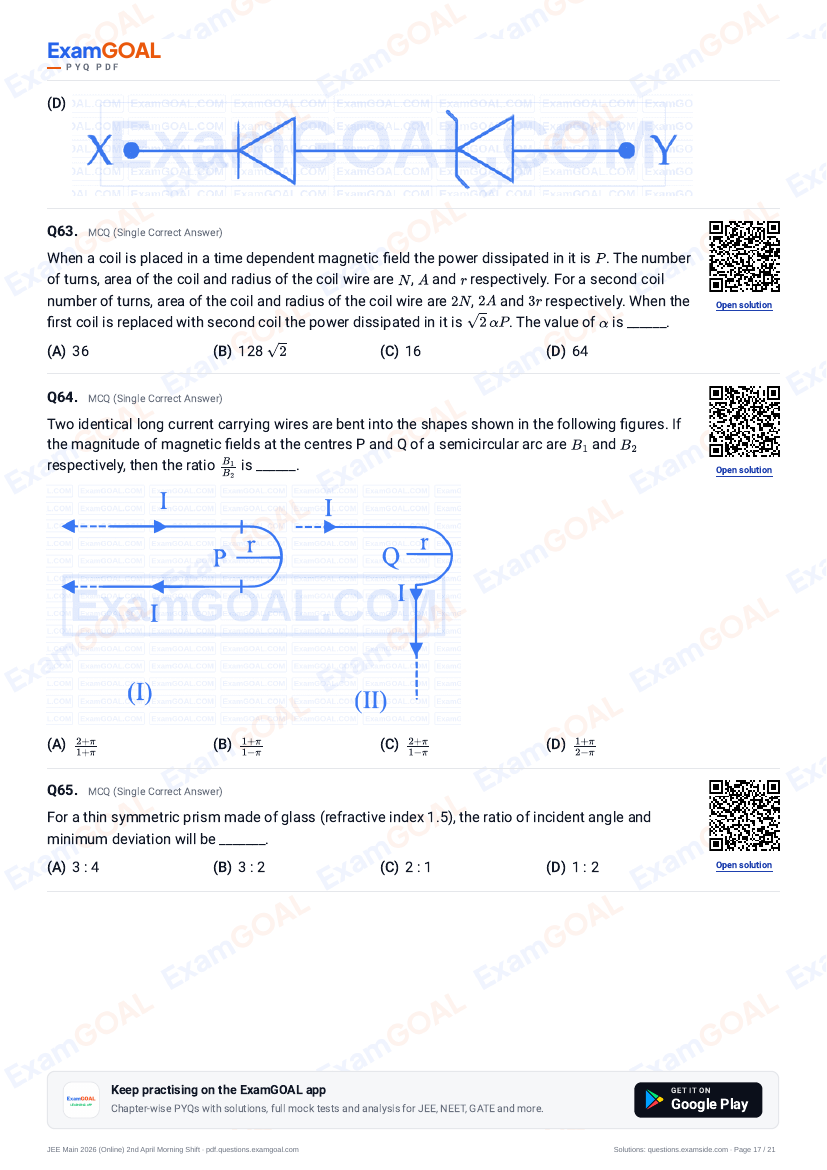 ExamGOAL
PYQ PDF
(D)
X
Y
Q63. MCQ (Single Correct Answer)
When a coil is placed in a time dependent magnetic field the power dissipated in it is P. The number
of turns, area of the coil and radius of the coil wire are N, A and r respectively. For a second coil
number of turns, area of the coil and radius of the coil wire are 2N, 2A and 3r respectively. When the
first coil is replaced with second coil the power dissipated in it is √2 αP. The value of α is ______.
Open solution
(A) 36 (B) 128 √2 (C) 16 (D) 64
Q64. MCQ (Single Correct Answer)
Two identical long current carrying wires are bent into the shapes shown in the following figures. If
the magnitude of magnetic fields at the centres P and Q of a semicircular arc are B₁ and B₂
respectively, then the ratio B₁/B₂ is ______.
Open solution
I I
P r Q r
I I
(I) (II)
ExamGOAL.COM
(A) 2+π/1+π (B) 1+π/1−π (C) 2+π/1−π (D) 1+π/2−π
Q65. MCQ (Single Correct Answer)
For a thin symmetric prism made of glass (refractive index 1.5), the ratio of incident angle and
minimum deviation will be _______.
Open solution
(A) 3 : 4 (B) 3 : 2 (C) 2 : 1 (D) 1 : 2
Keep practising on the ExamGOAL app
Chapter-wise PYQs with solutions, full mock tests and analysis for JEE, NEET, GATE and more.
GET IT ON
Google Play
JEE Main 2026 (Online) 2nd April Morning Shift · pdf.questions.examgoal.com
Solutions: questions.examside.com · Page 17 / 21